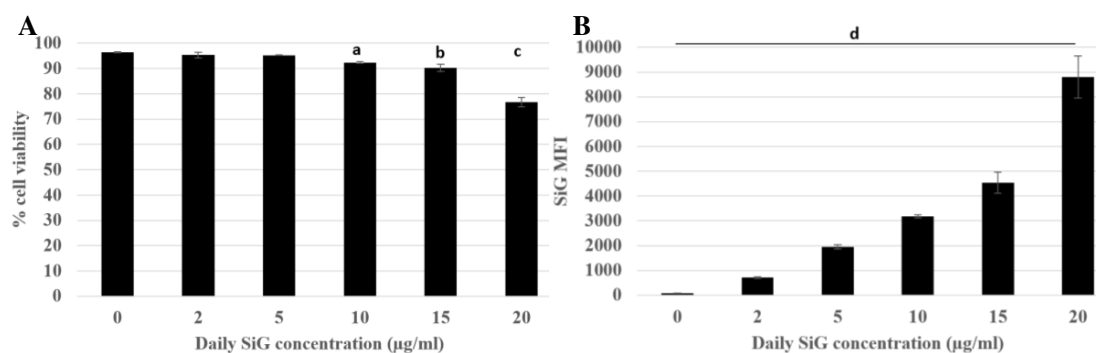 A
100
90
80
70
60
50
40
30
20
10
0
% cell viability
a
b
c
0 2 5 10 15 20
Daily SiG concentration (µg/ml)
B
10000
9000
8000
7000
6000
5000
4000
3000
2000
1000
0
SiG MFI
d
0 2 5 10 15 20
Daily SiG concentration (µg/ml)